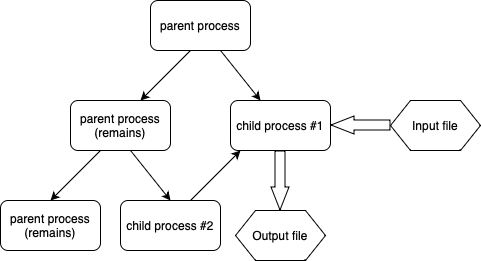 parent process
parent process
(remains)
child process #1
Input file
parent process
(remains)
child process #2
Output file